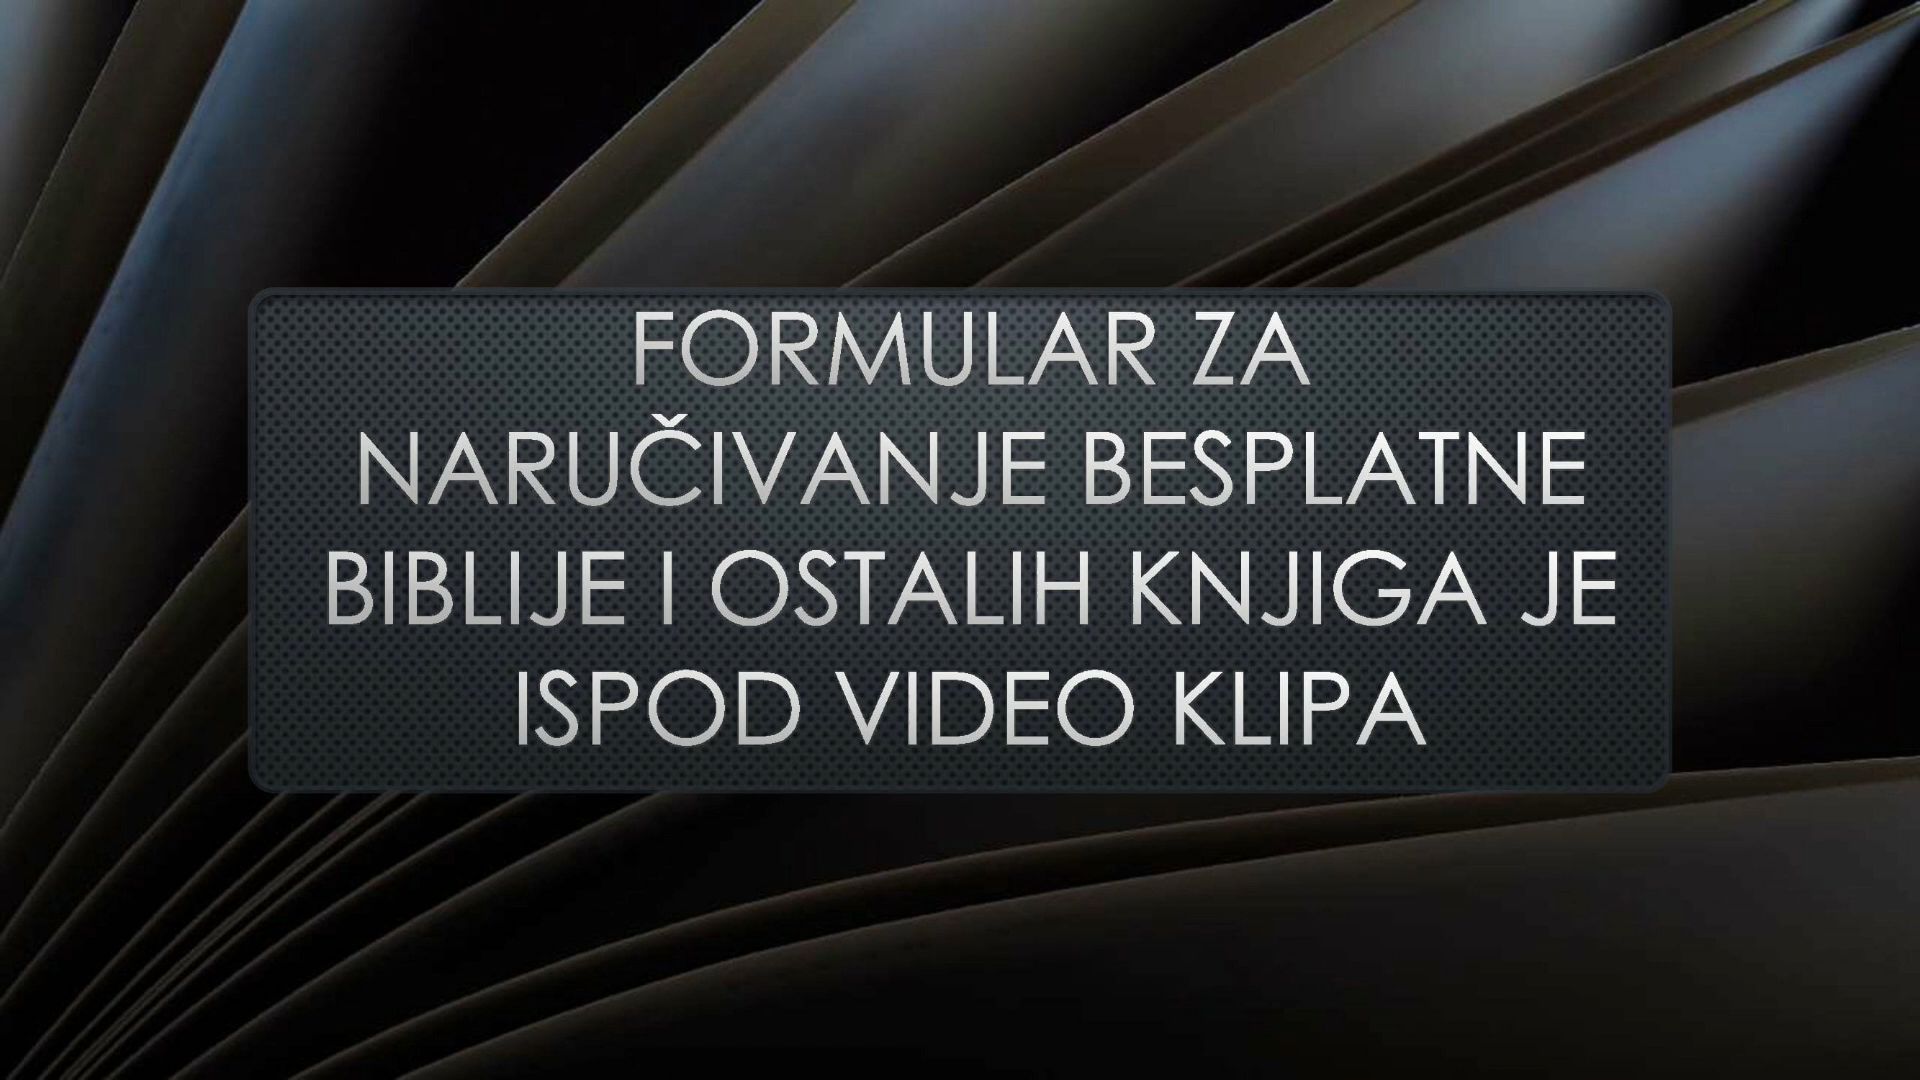 FORMULAR ZA
NARUČIVANJE BESPLATNE
BIBLIJE I OSTALIH KNJIGA JE
ISPOD VIDEO KLIPA